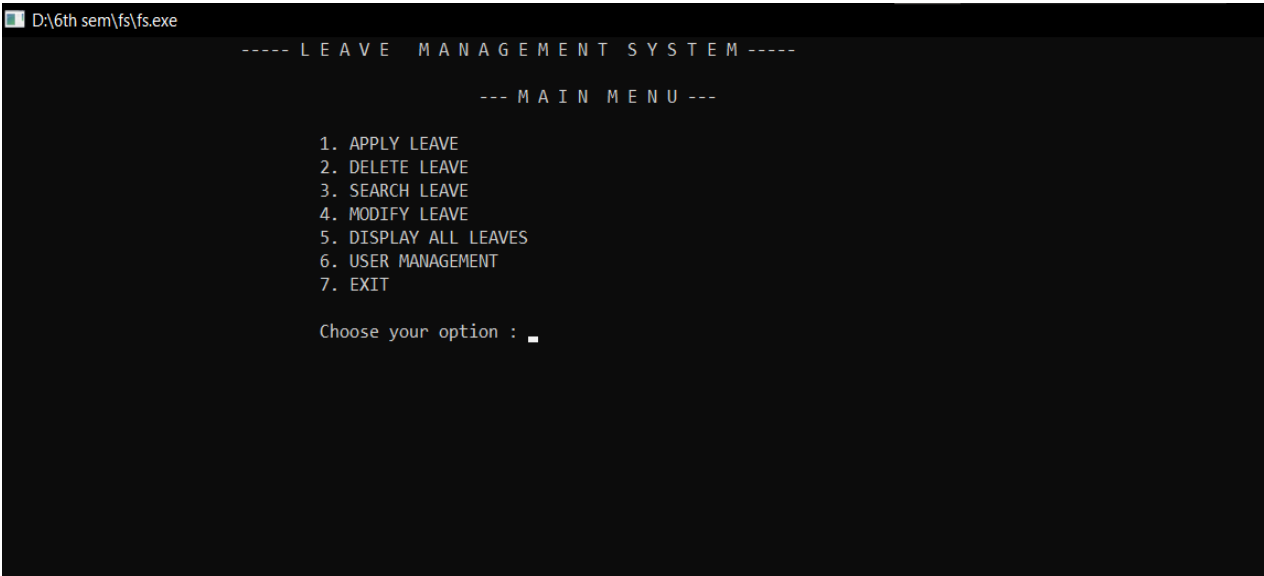 D:\6th sem\fs\fs.exe
----- L E A V E   M A N A G E M E N T  S Y S T E M -----
--- M A I N  M E N U ---
1. APPLY LEAVE
2. DELETE LEAVE
3. SEARCH LEAVE
4. MODIFY LEAVE
5. DISPLAY ALL LEAVES
6. USER MANAGEMENT
7. EXIT
Choose your option :